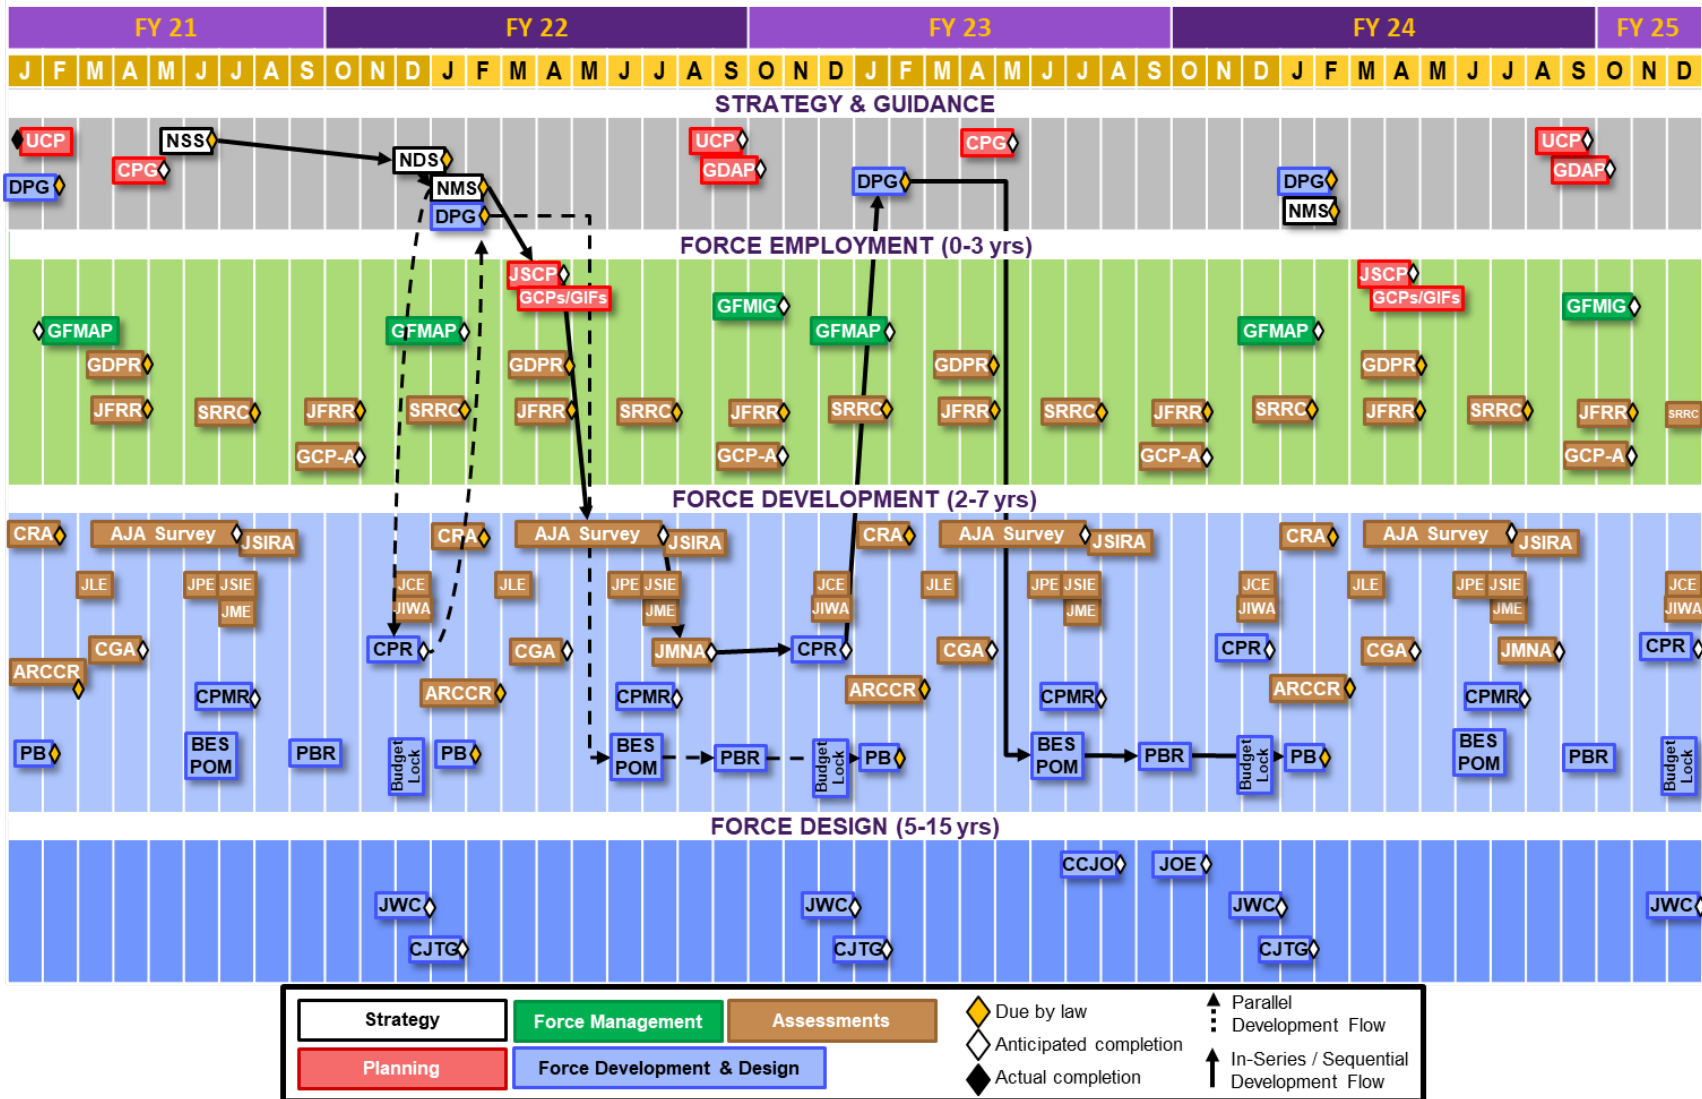 FY 21 FY 22 FY 23 FY 24 FY 25
J F M A M J J A S O N D J F M A M J J A S O N D J F M A M J J A S O N D J F M A M J J A S O N D
STRATEGY & GUIDANCE
UCP NSS UCP CPG UCP
CPG NDS GDAP GDAP
DPG NMS DPG DPG
DPG NMS
FORCE EMPLOYMENT (0-3 yrs)
JSCP JSCP
GCPs/GIFs GCPs/GIFs
GFMIG GFMIG
GFMAP GFMAP GFMAP GFMAP
GDPR GDPR GDPR GDPR
JFRR SRRC JFRR SRRC JFRR SRRC JFRR SRRC JFRR SRRC JFRR SRRC JFRR SRRC JFRR SRRC
GCP-A GCP-A GCP-A GCP-A
FORCE DEVELOPMENT (2-7 yrs)
CRA AJA Survey JSIRA CRA AJA Survey JSIRA CRA AJA Survey JSIRA CRA AJA Survey JSIRA
JLE JPE JSIE JCE JLE JPE JSIE JCE JLE JPE JSIE JCE JLE JPE JSIE JCE
JME JIWA JME JIWA JME JIWA JME JIWA
CGA CPR CGA JMNA CPR CGA CPR CGA JMNA CPR
ARCCR CPMR ARCCR CPMR ARCCR CPMR ARCCR CPMR
PB BES PBR Budget PB BES PBR Budget PB BES PBR Budget PB BES PBR Budget
POM Lock POM Lock POM Lock POM Lock
FORCE DESIGN (5-15 yrs)
CCJO JOE
JWC JWC JWC JWC
CJTG CJTG CJTG
Strategy Force Management Assessments
Planning Force Development & Design
Due by law
Anticipated completion
Actual completion
Parallel
Development Flow
In-Series / Sequential
Development Flow